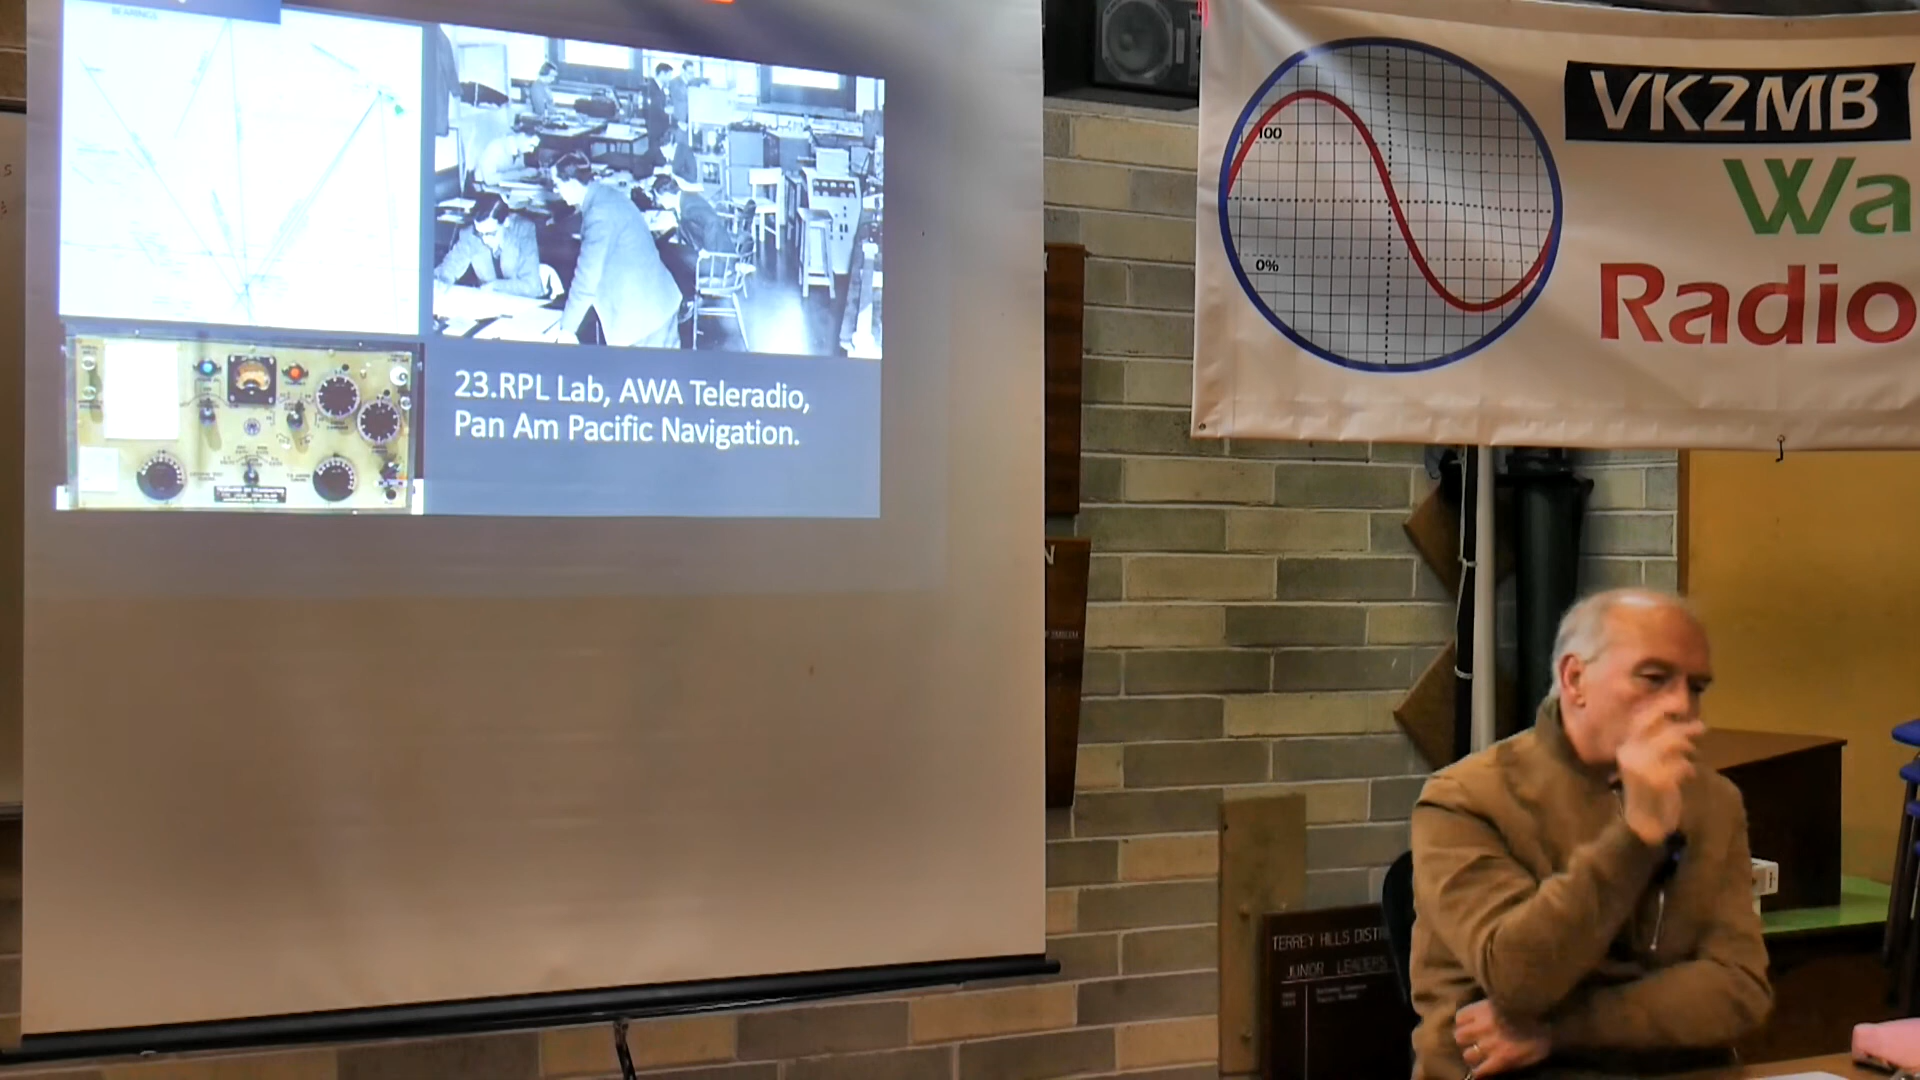 BEARINGS
23.RPL Lab, AWA Teleradio,
Pan Am Pacific Navigation.
VK2MB
Wa
Radio
100
0%
N
TERREY HILLS DISTR
JUNIOR LEADERS